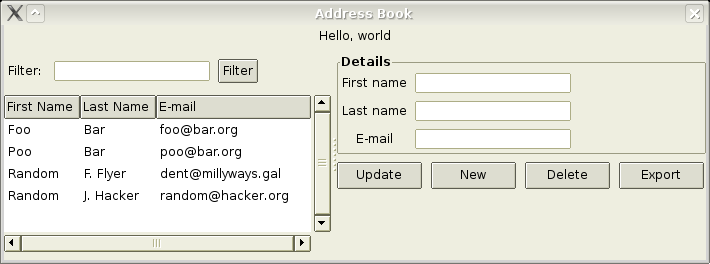 Address Book
Hello, world
Filter: Filter
First Name Last Name E-mail
Foo Bar foo@bar.org
Poo Bar poo@bar.org
Random F. Flyer dent@millyways.gal
Random J. Hacker random@hacker.org
Details
First name
Last name
E-mail
Update New Delete Export